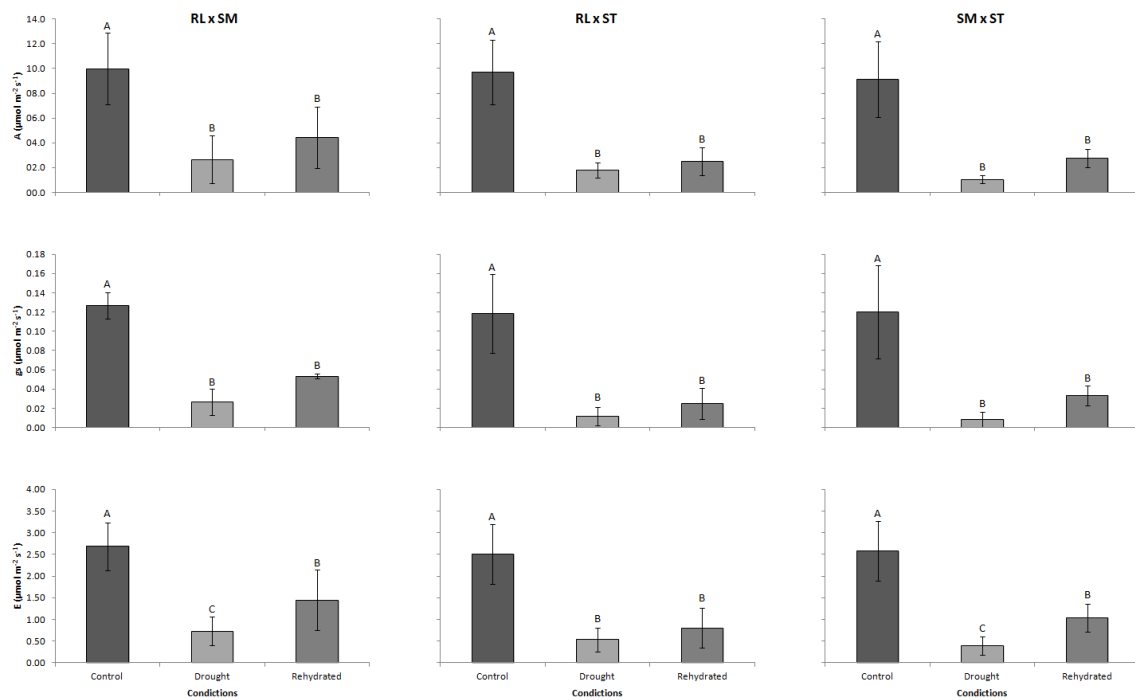 RL x SM
RL x ST
SM x ST
A (µmol m⁻² s⁻¹)
14.0
12.0
10.0
08.0
06.0
04.0
02.0
00.0
A
B
B
A
B
B
A
B
B
gs (µmol m⁻² s⁻¹)
0.18
0.16
0.14
0.12
0.10
0.08
0.06
0.04
0.02
0.00
A
B
B
A
B
B
A
B
B
E (µmol m⁻² s⁻¹)
4.00
3.50
3.00
2.50
2.00
1.50
1.00
0.50
0.00
A
C
B
A
B
B
A
C
B
Control Drought Rehydrated
Condictions
Control Drought Rehydrated
Condictions
Control Drought Rehydrated
Condictions